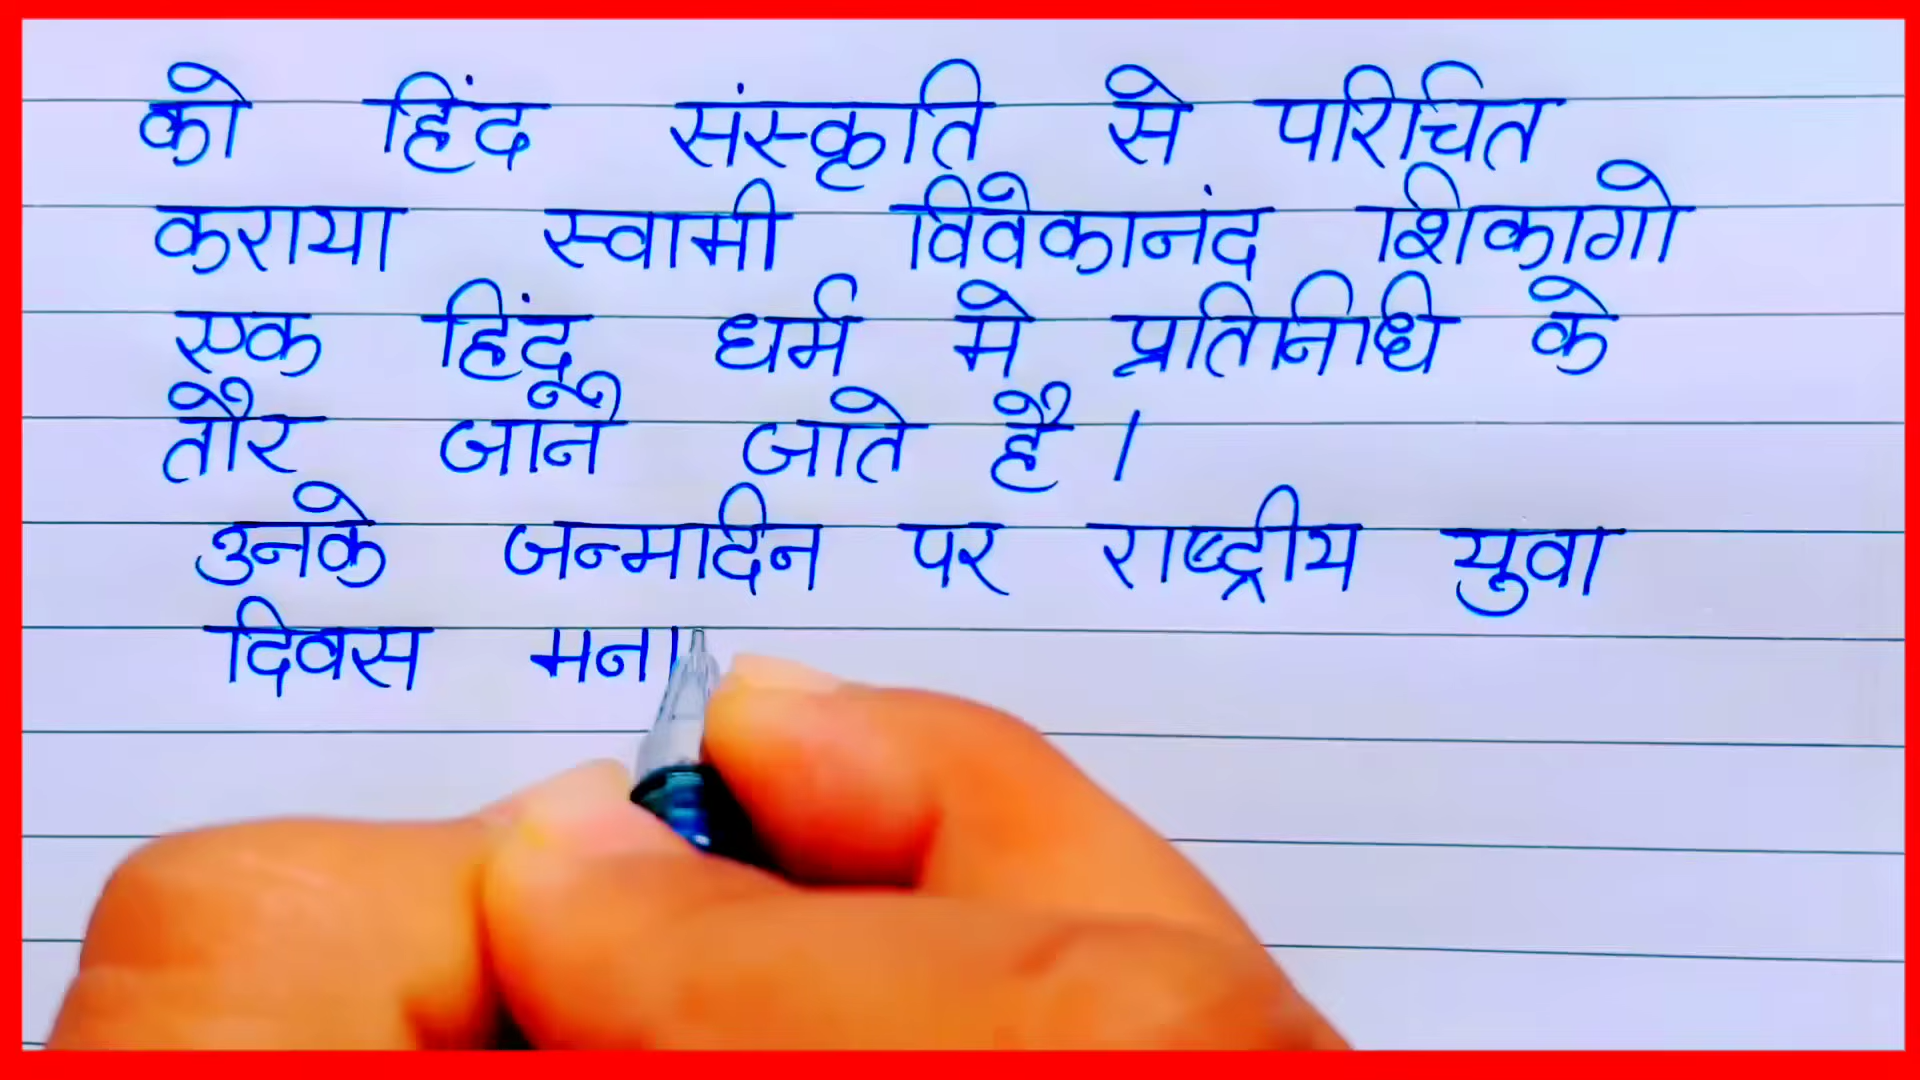 को हिंद संस्कृति से परिचित
कराया स्वामी विवेकानंद शिकागो
एक हिंदू धर्म मे प्रतिनिधि के
तौर जाने जाते है।
उनके जन्मदिन पर राष्ट्रीय युवा
दिवस मना